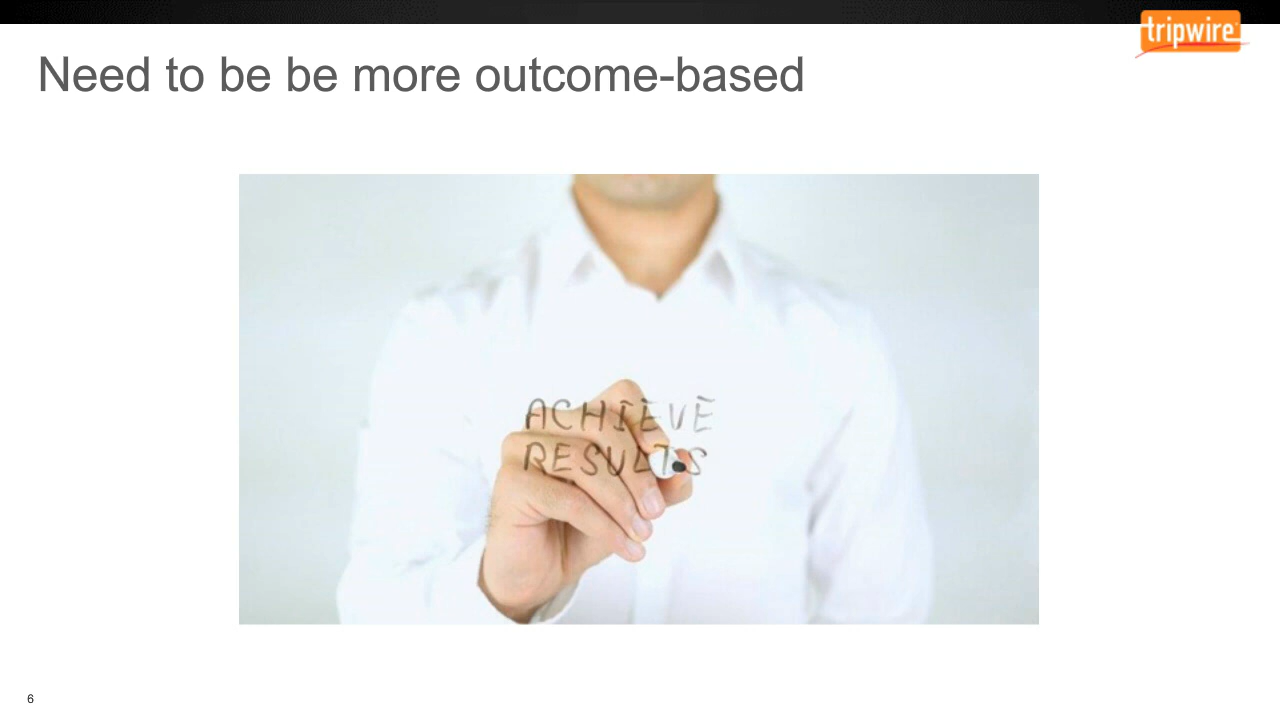 tripwire
Need to be be more outcome-based
ACHIEVE
RESULTS
6